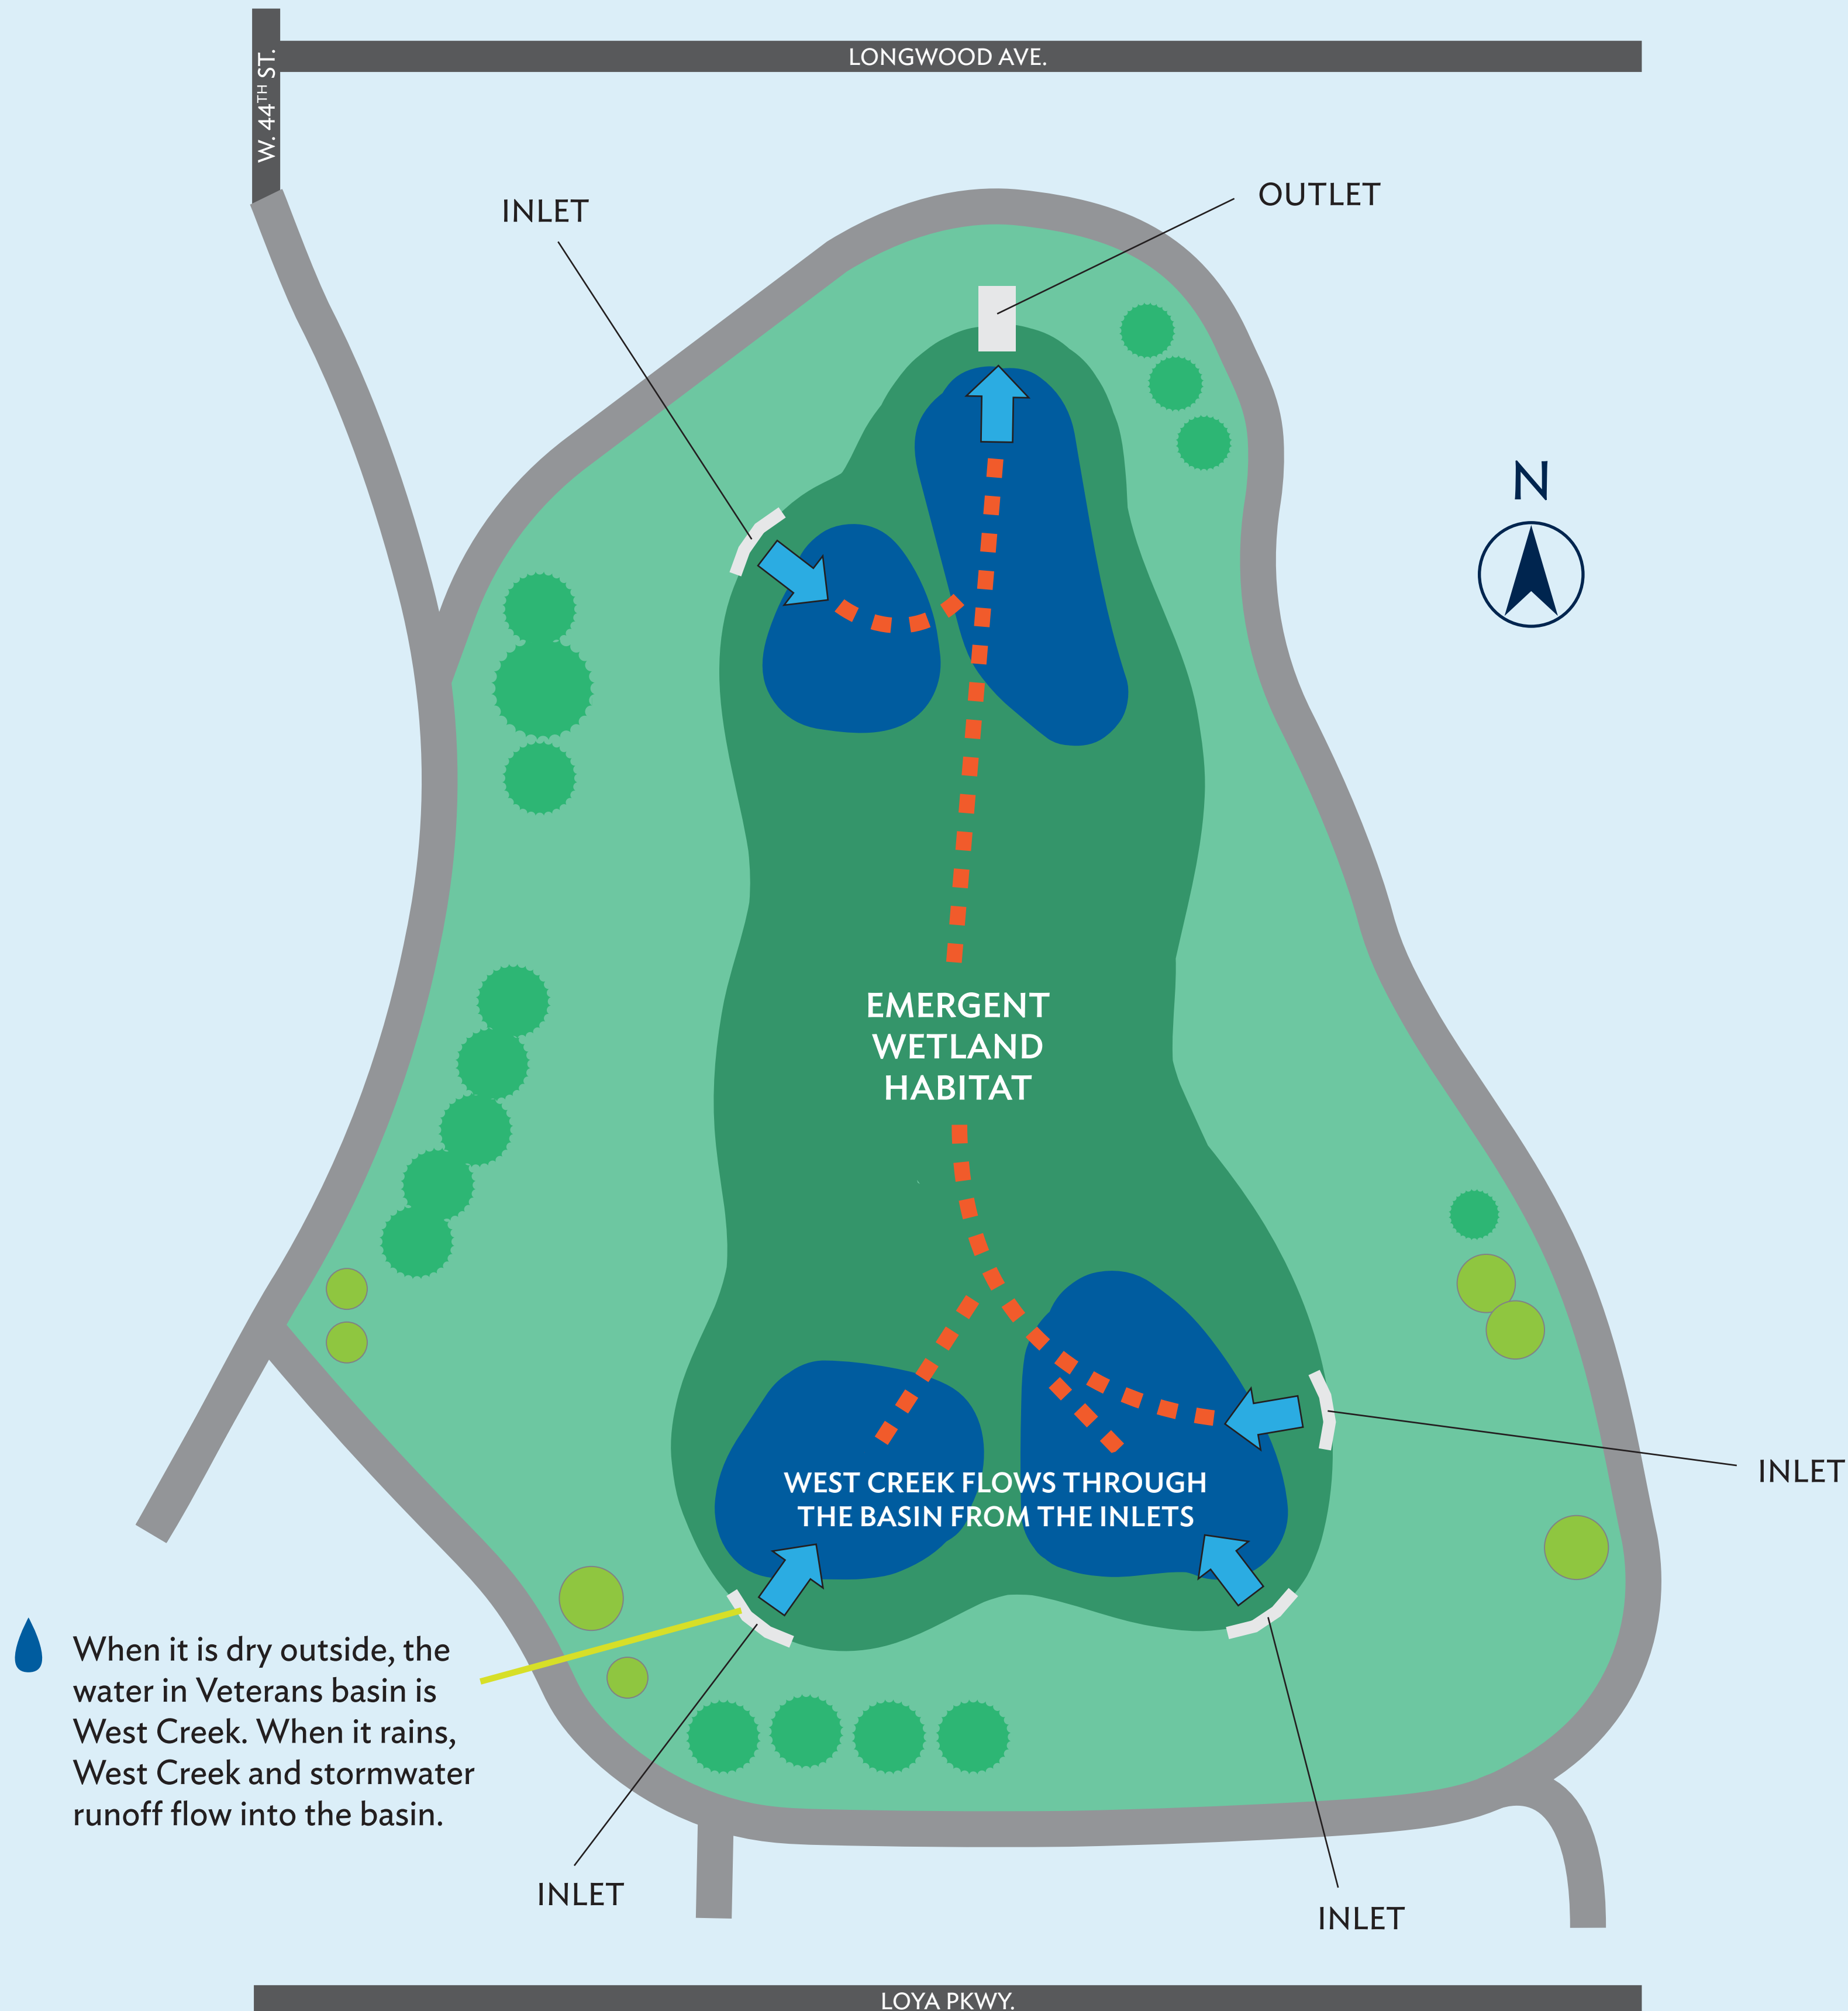 LONGWOOD AVE.
W. 44TH ST.
OUTLET
INLET
N
EMERGENT
WETLAND
HABITAT
INLET
WEST CREEK FLOWS THROUGH
THE BASIN FROM THE INLETS
When it is dry outside, the
water in Veterans basin is
West Creek. When it rains,
West Creek and stormwater
runoff flow into the basin.
INLET
INLET
LOYA PKWY.